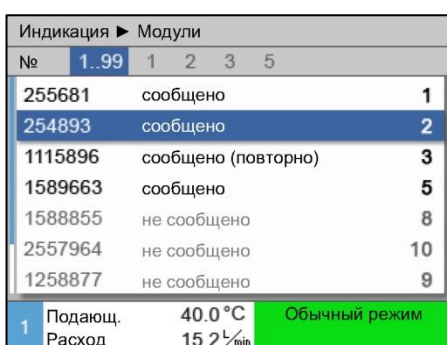 Индикация ► Модули
№ 1..99 1 2 3 5
255681 сообщено 1
254893 сообщено 2
1115896 сообщено (повторно) 3
1589663 сообщено 5
1588855 не сообщено 8
2557964 не сообщено 10
1258877 не сообщено 9
1 Подающ. 40.0 °C Обычный режим
Расход 15.2 L/min